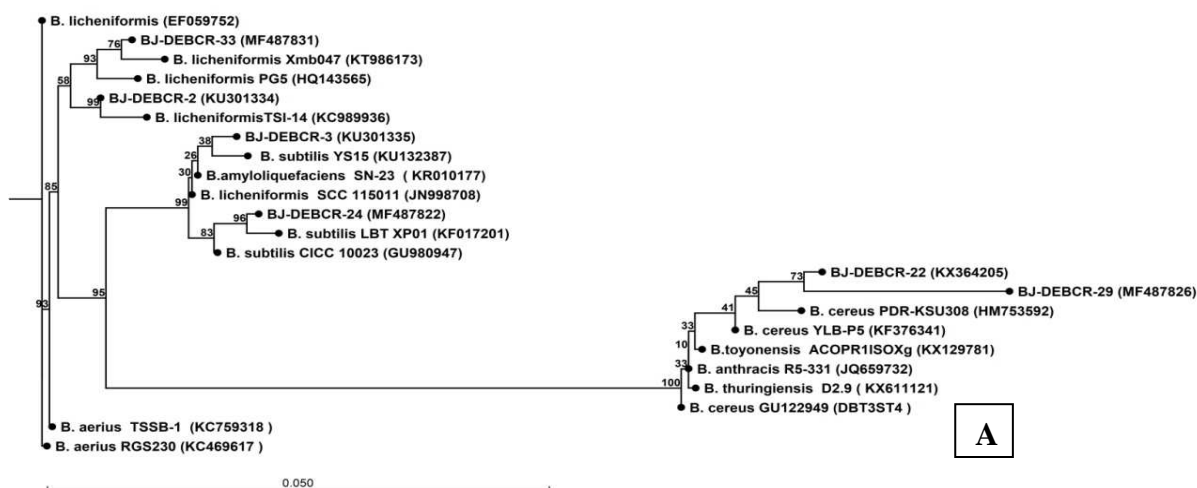 B. licheniformis (EF059752)
76 BJ-DEBCR-33 (MF487831)
93 B. licheniformis Xmb047 (KT986173)
58 B. licheniformis PG5 (HQ143565)
99 BJ-DEBCR-2 (KU301334)
B. licheniformisTSI-14 (KC989936)
38 BJ-DEBCR-3 (KU301335)
26 B. subtilis YS15 (KU132387)
30 B.amyloliquefaciens SN-23 ( KR010177)
85 99 B. licheniformis SCC 115011 (JN998708)
96 BJ-DEBCR-24 (MF487822)
83 B. subtilis LBT XP01 (KF017201)
B. subtilis CICC 10023 (GU980947)
73 BJ-DEBCR-22 (KX364205)
93 95 45 BJ-DEBCR-29 (MF487826)
41 B. cereus PDR-KSU308 (HM753592)
33 B. cereus YLB-P5 (KF376341)
10 B.toyonensis ACOPR1ISOXg (KX129781)
33 B. anthracis R5-331 (JQ659732)
100 B. thuringiensis D2.9 ( KX611121)
B. cereus GU122949 (DBT3ST4 )
B. aerius TSSB-1 (KC759318 )
A
B. aerius RGS230 (KC469617 )
0.050